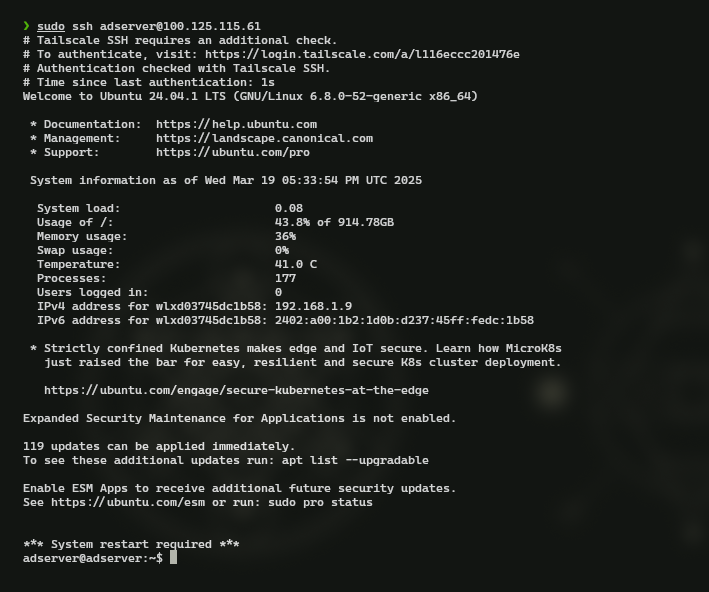 ❯ sudo ssh adserver@100.125.115.61
# Tailscale SSH requires an additional check.
# To authenticate, visit: https://login.tailscale.com/a/l116eccc201476e
# Authentication checked with Tailscale SSH.
# Time since last authentication: 1s
Welcome to Ubuntu 24.04.1 LTS (GNU/Linux 6.8.0-52-generic x86_64)

 * Documentation:  https://help.ubuntu.com
 * Management:     https://landscape.canonical.com
 * Support:        https://ubuntu.com/pro

 System information as of Wed Mar 19 05:33:54 PM UTC 2025

  System load:                      0.08
  Usage of /:                       43.8% of 914.78GB
  Memory usage:                     36%
  Swap usage:                       0%
  Temperature:                      41.0 C
  Processes:                        177
  Users logged in:                  0
  IPv4 address for wlxd03745dc1b58: 192.168.1.9
  IPv6 address for wlxd03745dc1b58: 2402:a00:1b2:1d0b:d237:45ff:fedc:1b58

 * Strictly confined Kubernetes makes edge and IoT secure. Learn how MicroK8s
   just raised the bar for easy, resilient and secure K8s cluster deployment.

   https://ubuntu.com/engage/secure-kubernetes-at-the-edge

Expanded Security Maintenance for Applications is not enabled.

119 updates can be applied immediately.
To see these additional updates run: apt list --upgradable

Enable ESM Apps to receive additional future security updates.
See https://ubuntu.com/esm or run: sudo pro status


*** System restart required ***
adserver@adserver:~$